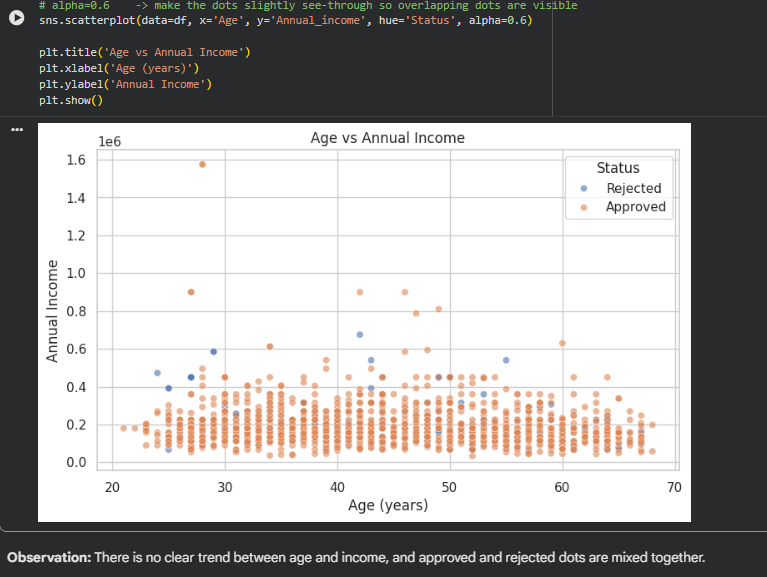 # alpha=0.6    -> make the dots slightly see-through so overlapping dots are visible
sns.scatterplot(data=df, x='Age', y='Annual_income', hue='Status', alpha=0.6)
plt.title('Age vs Annual Income')
plt.xlabel('Age (years)')
plt.ylabel('Annual Income')
plt.show()
Age vs Annual Income
1e6
1.6
1.4
1.2
1.0
0.8
0.6
0.4
0.2
0.0
Annual Income
Status
Rejected
Approved
20 30 40 50 60 70
Age (years)
Observation: There is no clear trend between age and income, and approved and rejected dots are mixed together.